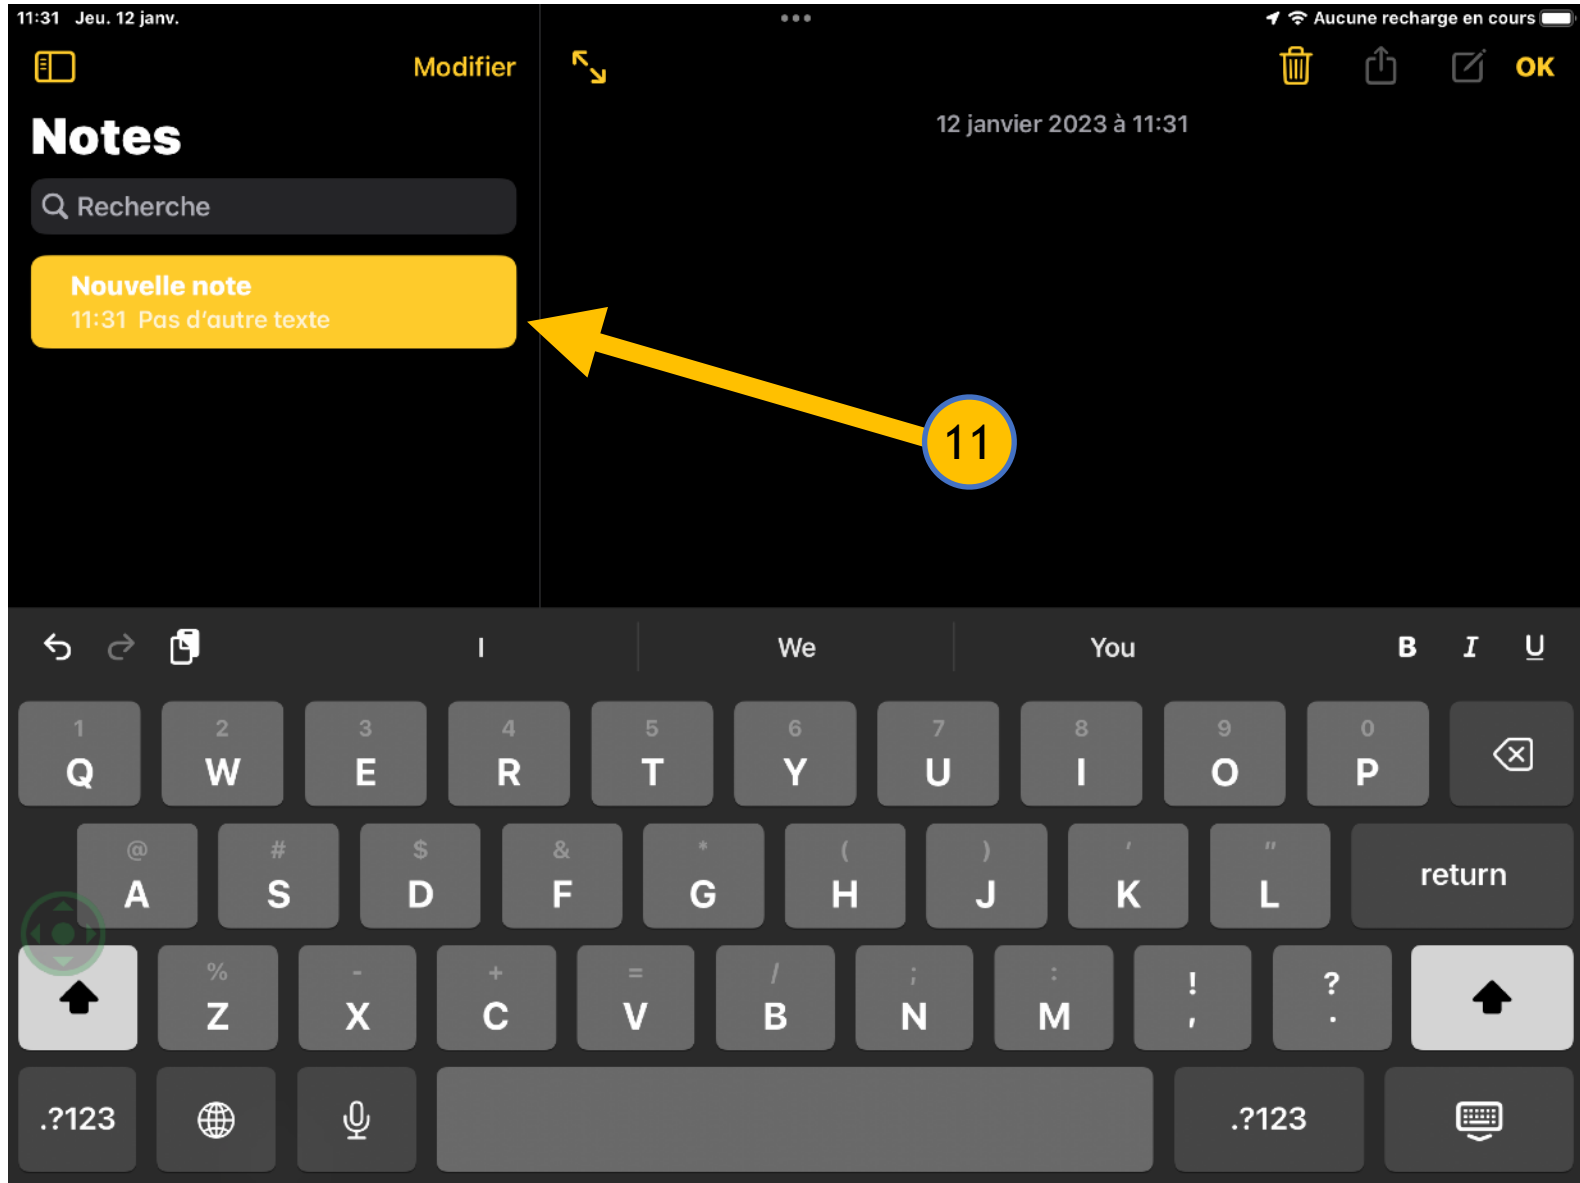 11:31 Jeu. 12 janv.
Aucune recharge en cours
Modifier
OK
12 janvier 2023 à 11:31
Notes
Recherche
Nouvelle note
11:31 Pas d'autre texte
11
I We You B I U
1 2 3 4 5 6 7 8 9 0
Q W E R T Y U I O P
@ # $ & * ( ) ' "
A S D F G H J K L return
% - + = / ; : ! ?
Z X C V B N M , .
.?123 .?123